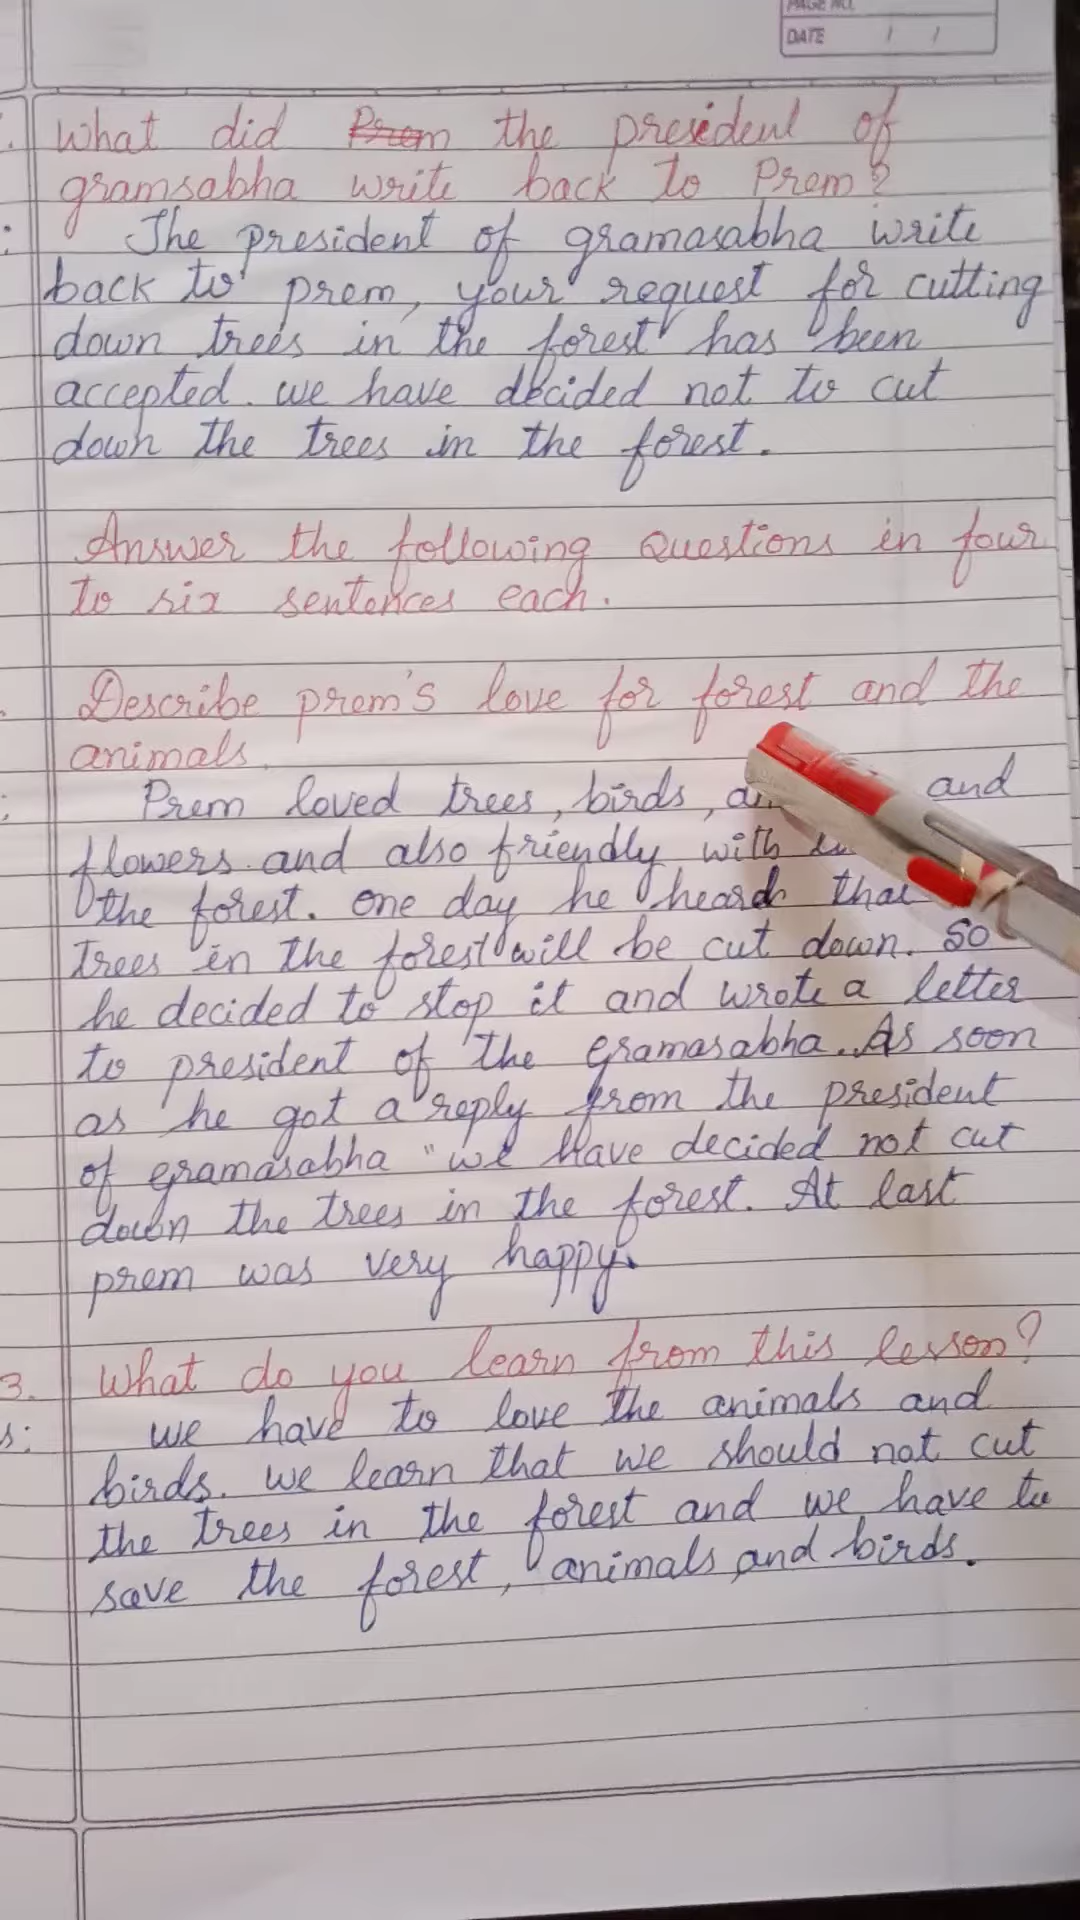 PAGE NO.
DATE / /
What did Prem the president of
gramsabha write back to Prem?
The president of gramasabha write
back to prem, your request for cutting
down trees in the forest has been
accepted. we have decided not to cut
down the trees in the forest.
Answer the following Questions in four
to six sentences each.
Describe prem's love for forest and the
animals.
Prem loved trees, birds, and
flowers. and also friendly with
the forest. one day he heard that
Trees in the forest will be cut down. So
he decided to stop it and wrote a letter
to president of the Gramasabha. As soon
as he got a reply from the president
of gramasabha "we have decided not cut
down the trees in the forest. At last
prem was very happy.
3. What do you learn from this lesson?
s: we have to love the animals and
birds. we learn that we should not cut
the trees in the forest and we have to
save the forest, animals and birds.